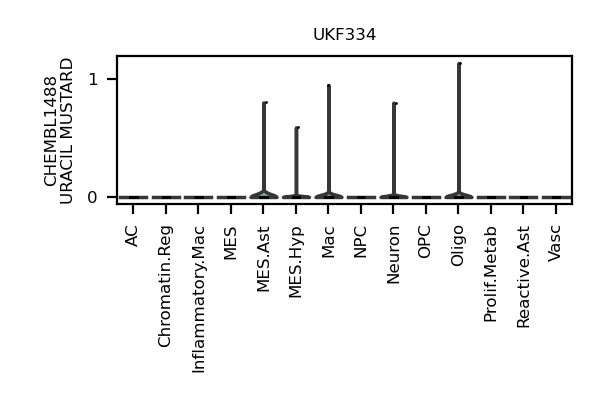 UKF334
CHEMBL1488
URACIL MUSTARD
1
0
AC
Chromatin.Reg
Inflammatory.Mac
MES
MES.Ast
MES.Hyp
Mac
NPC
Neuron
OPC
Oligo
Prolif.Metab
Reactive.Ast
Vasc